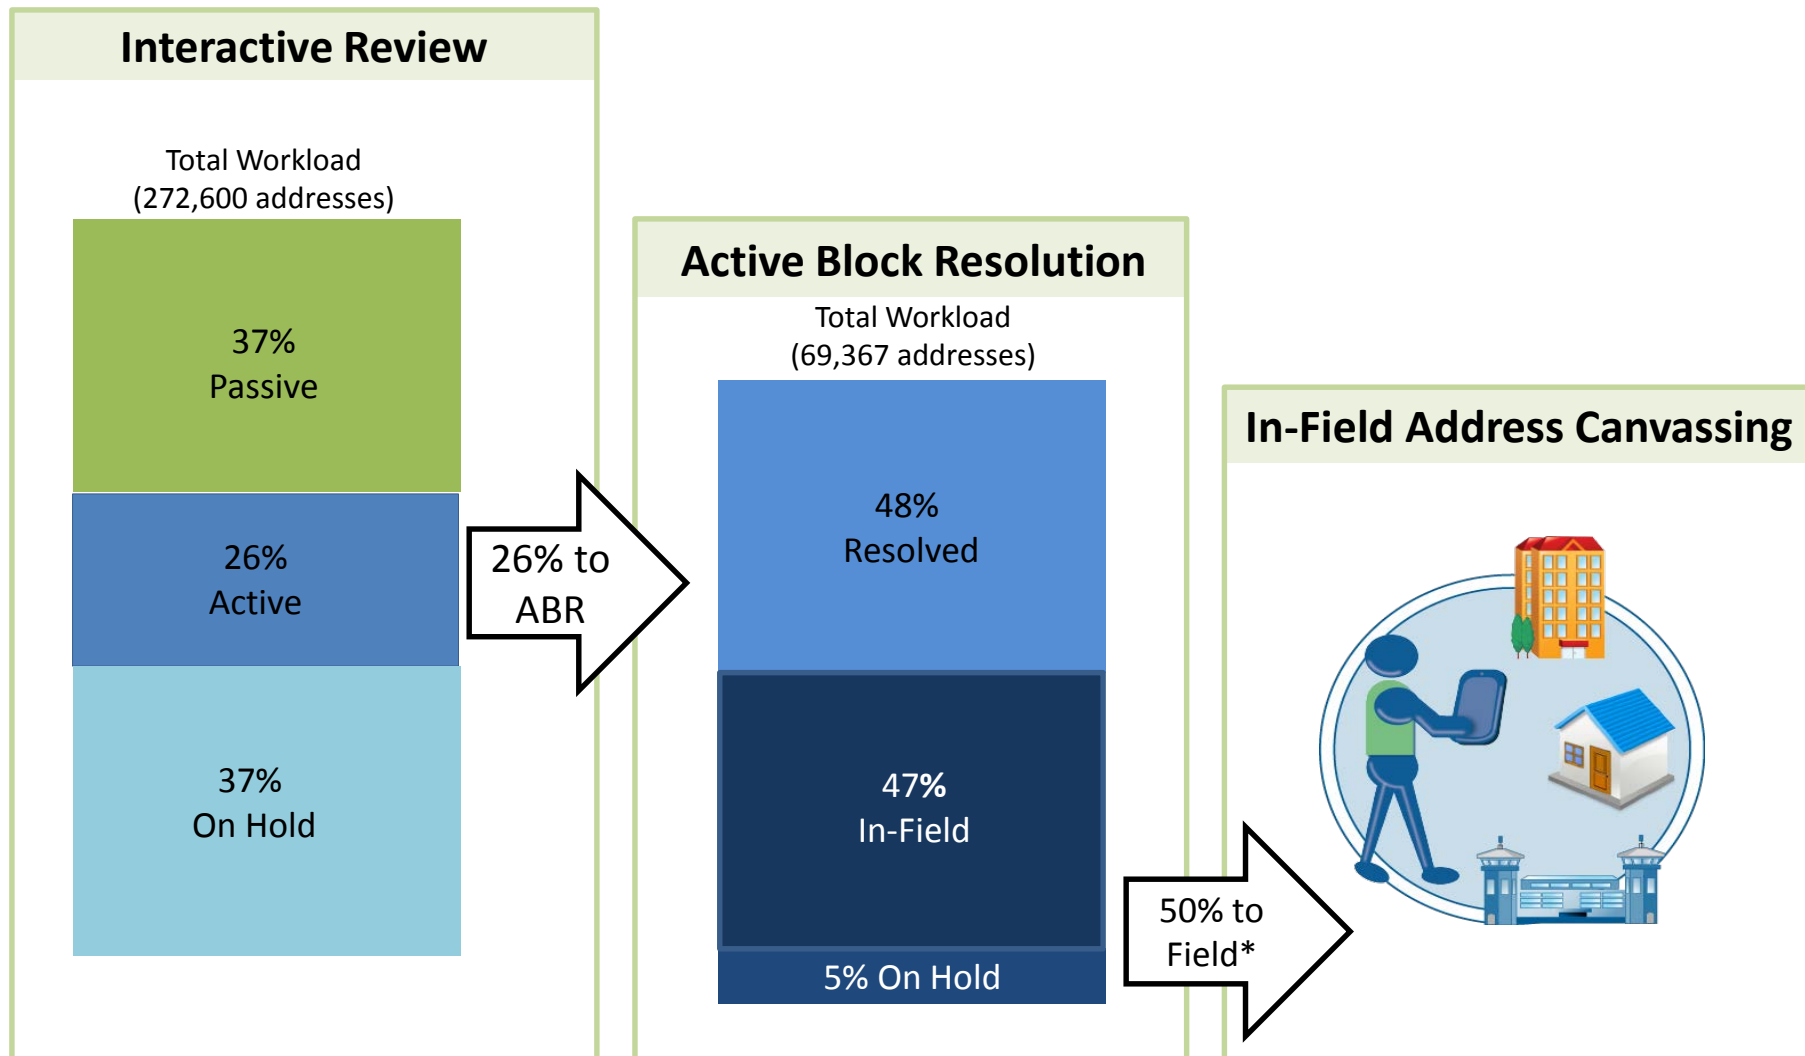 Interactive Review
Total Workload
(272,600 addresses)
37%
Passive
26%
Active
37%
On Hold
26% to
ABR
Active Block Resolution
Total Workload
(69,367 addresses)
48%
Resolved
47%
In-Field
5% On Hold
50% to
Field*
In-Field Address Canvassing